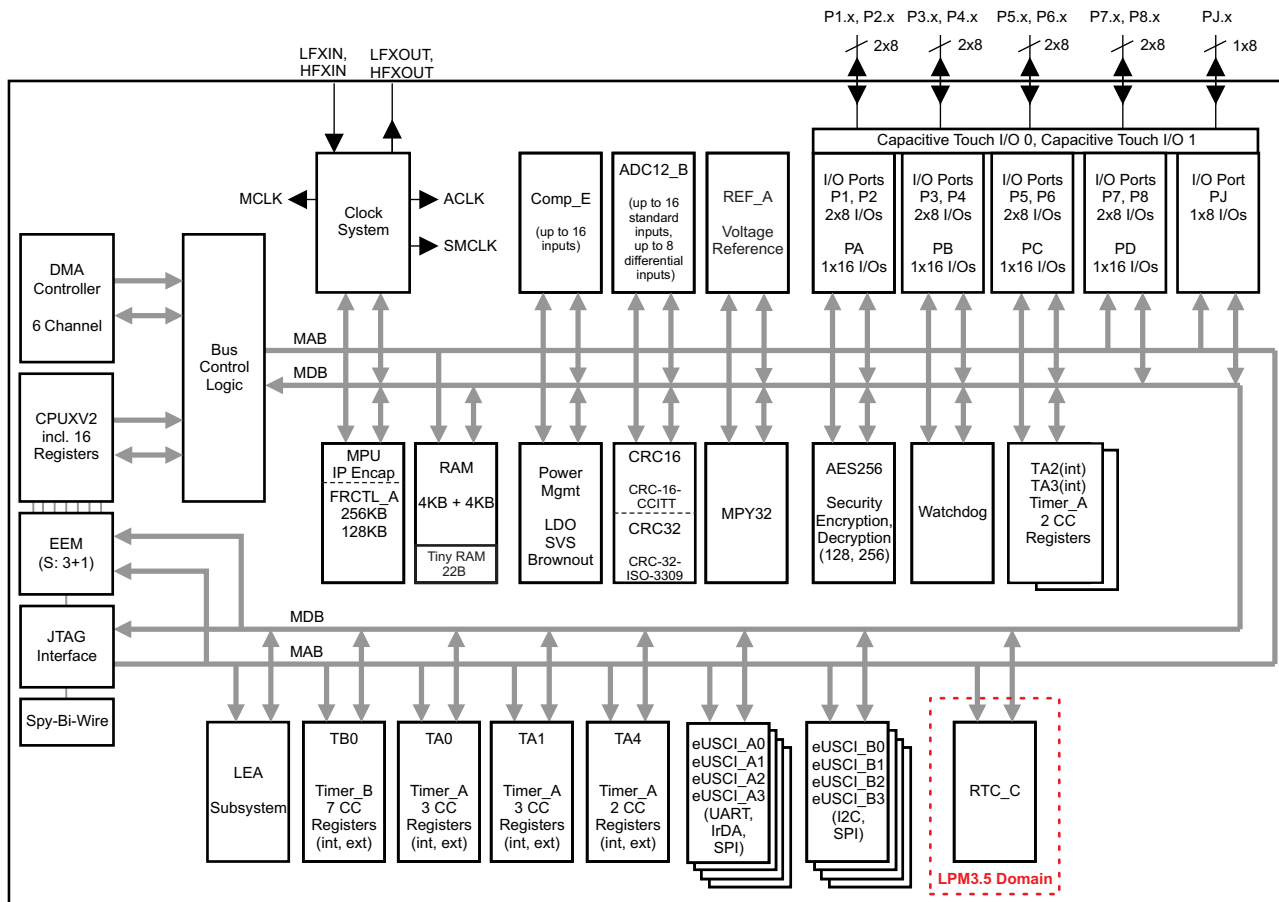 P1.x, P2.x
P3.x, P4.x
P5.x, P6.x
P7.x, P8.x
PJ.x
2x8
2x8
2x8
2x8
1x8
LFXIN,
HFXIN
LFXOUT,
HFXOUT
Capacitive Touch I/O 0, Capacitive Touch I/O 1
MCLK
Clock
System
ACLK
SMCLK
Comp_E
(up to 16
inputs)
ADC12_B
(up to 16
standard
inputs,
up to 8
differential
inputs)
REF_A
Voltage
Reference
I/O Ports
P1, P2
2x8 I/Os
PA
1x16 I/Os
I/O Ports
P3, P4
2x8 I/Os
PB
1x16 I/Os
I/O Ports
P5, P6
2x8 I/Os
PC
1x16 I/Os
I/O Ports
P7, P8
2x8 I/Os
PD
1x16 I/Os
I/O Port
PJ
1x8 I/Os
DMA
Controller
6 Channel
Bus
Control
Logic
MAB
MDB
CPUXV2
incl. 16
Registers
MPU
IP Encap
FRCTL_A
256KB
128KB
RAM
4KB + 4KB
Tiny RAM
22B
Power
Mgmt
LDO
SVS
Brownout
CRC16
CRC-16-
CCITT
CRC32
CRC-32-
ISO-3309
MPY32
AES256
Security
Encryption,
Decryption
(128, 256)
Watchdog
TA2(int)
TA3(int)
Timer_A
2 CC
Registers
EEM
(S: 3+1)
MDB
JTAG
Interface
MAB
Spy-Bi-Wire
LEA
Subsystem
TB0
Timer_B
7 CC
Registers
(int, ext)
TA0
Timer_A
3 CC
Registers
(int, ext)
TA1
Timer_A
3 CC
Registers
(int, ext)
TA4
Timer_A
2 CC
Registers
(int, ext)
eUSCI_A0
eUSCI_A1
eUSCI_A2
eUSCI_A3
(UART,
IrDA,
SPI)
eUSCI_B0
eUSCI_B1
eUSCI_B2
eUSCI_B3
(I2C,
SPI)
RTC_C
LPM3.5 Domain